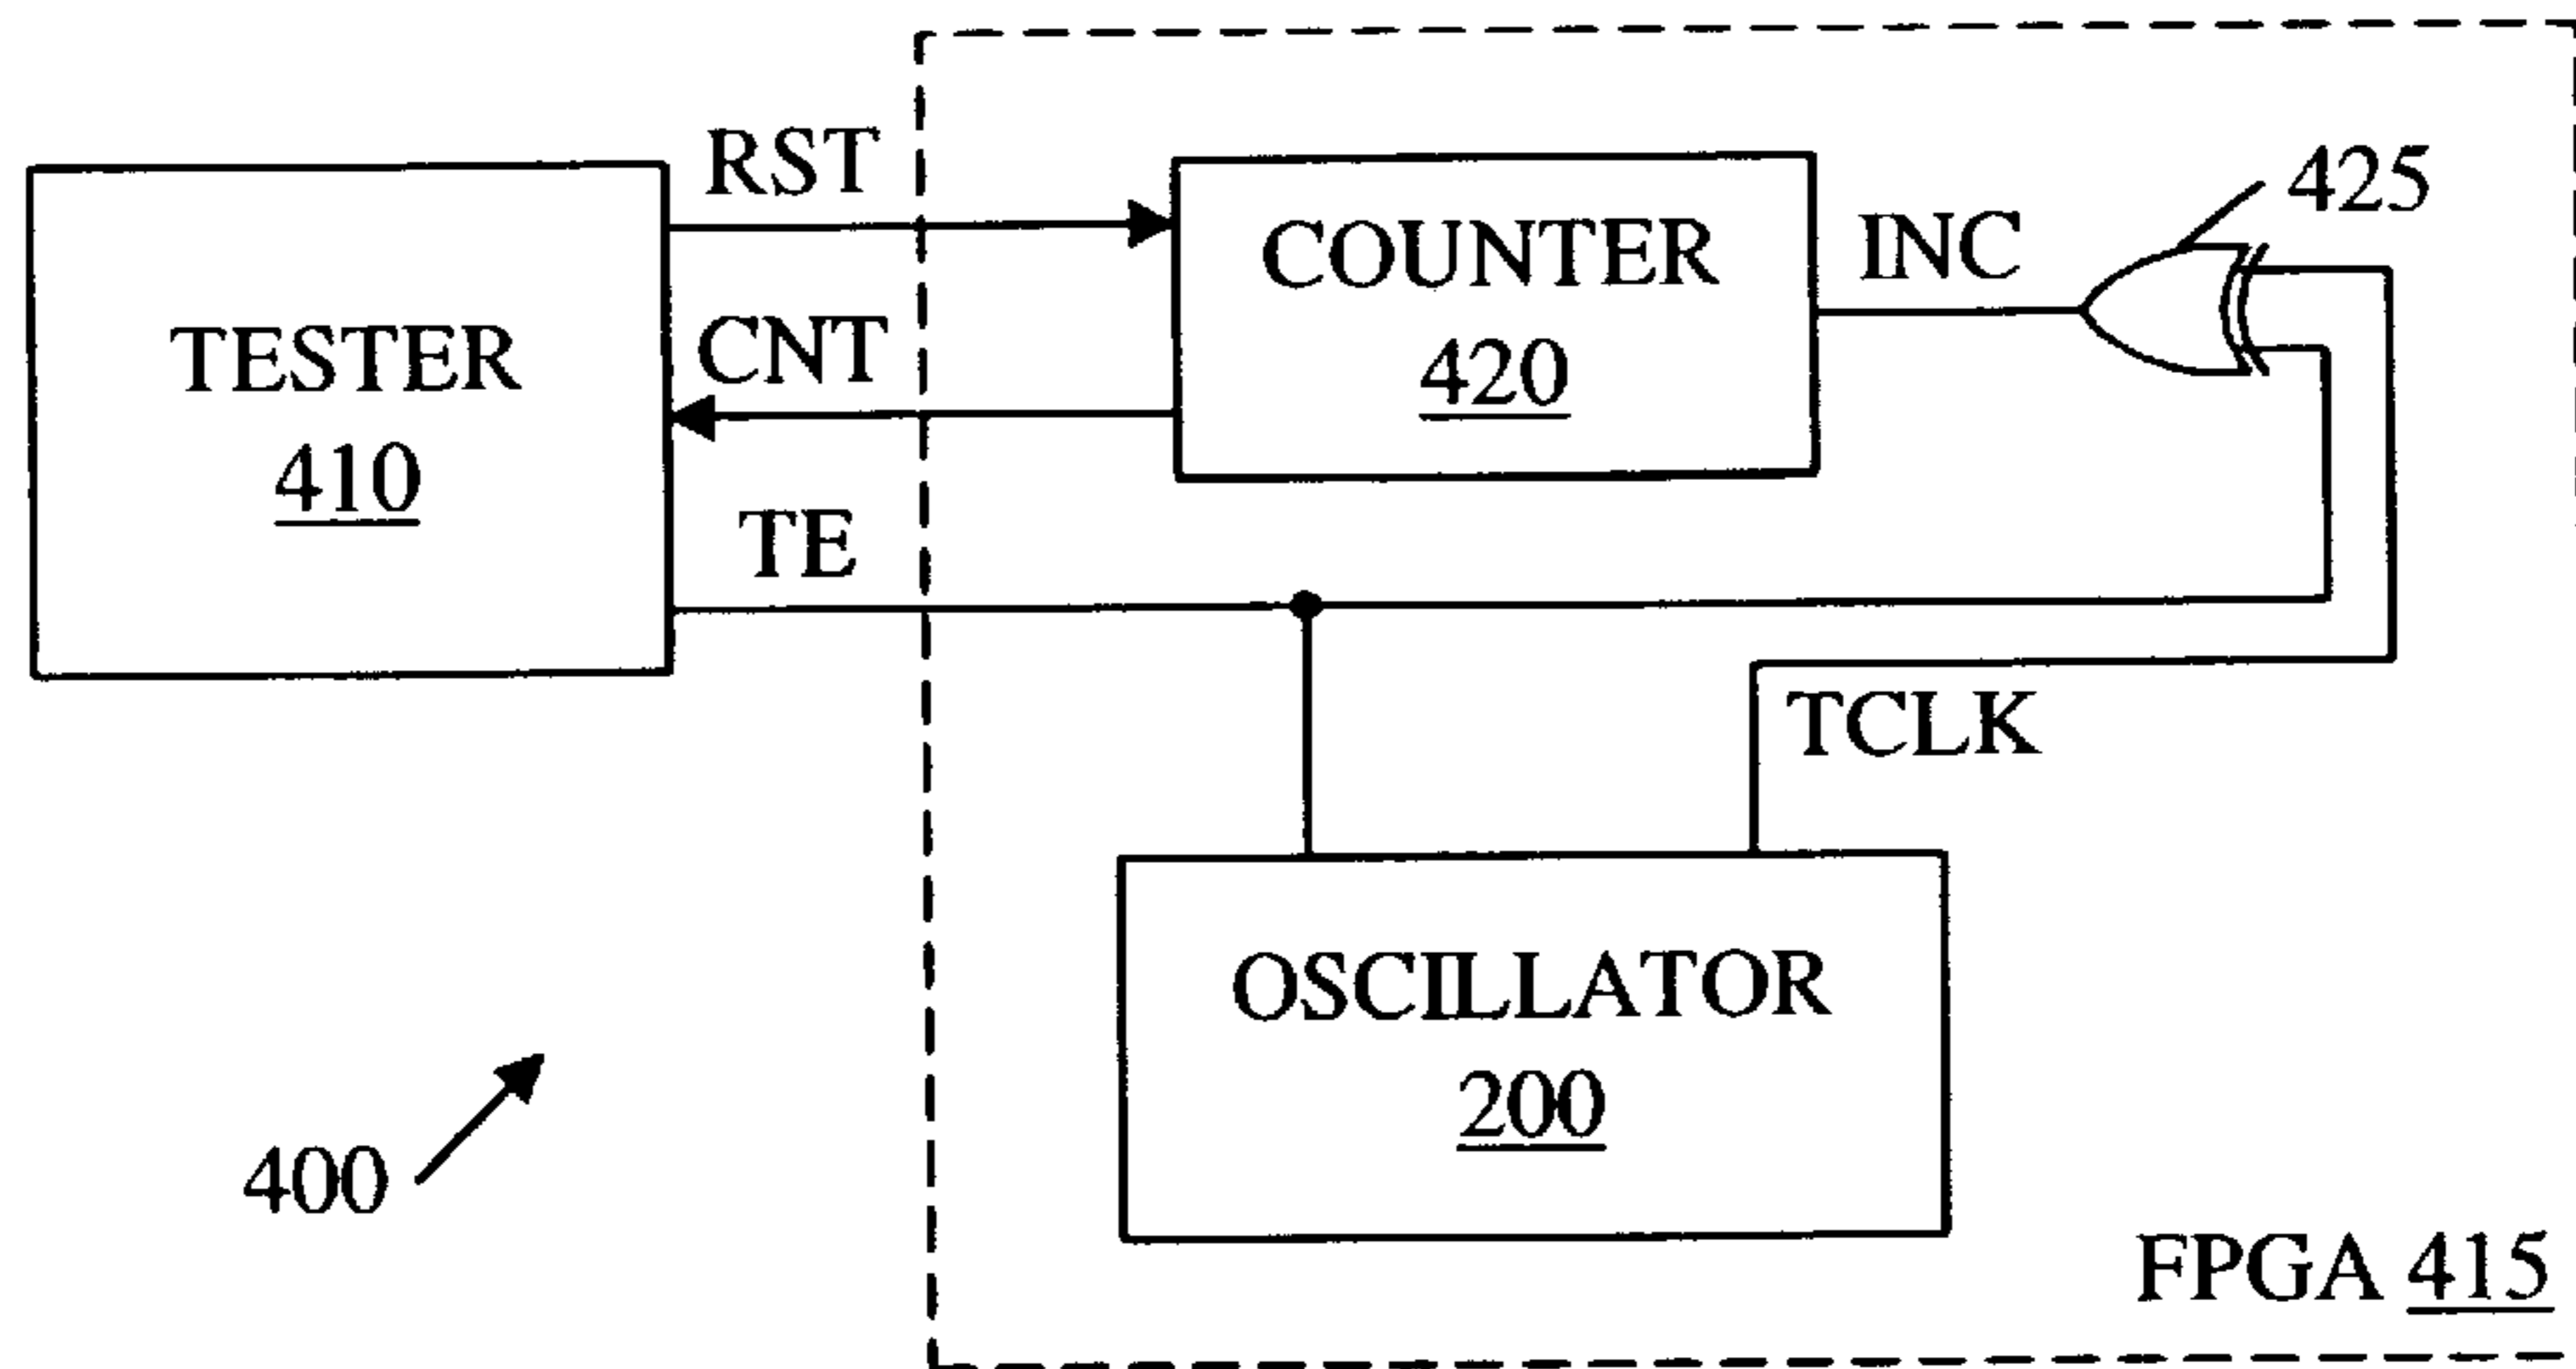 RST
425
TESTER
410
COUNTER
420
INC
CNT
TE
TCLK
OSCILLATOR
200
400
FPGA 415